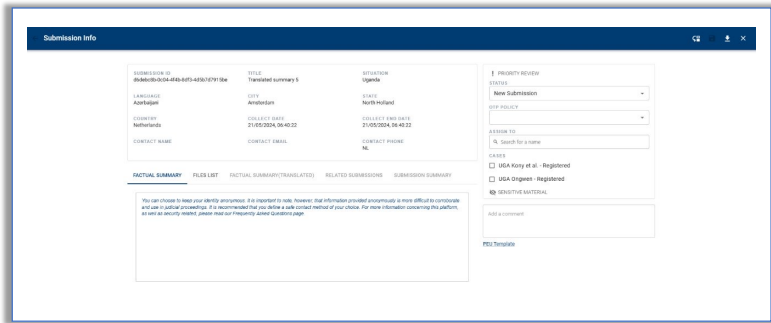 Submission Info
SUBMISSION ID
TITLE
Translated summary 5
SITUATION
Uganda
LANGUAGE
Azerbaijani
CITY
Amsterdam
STATE
North Holland
COUNTRY
Netherlands
COLLECT DATE
21/05/2024, 06:40:22
COLLECT END DATE
21/05/2024, 06:40:22
CONTACT NAME
CONTACT EMAIL
CONTACT PHONE
NL
FACTUAL SUMMARY
FILES LIST
FACTUAL SUMMARY(TRANSLATED)
RELATED SUBMISSIONS
SUBMISSION SUMMARY
You can choose to keep your identity anonymous. It is important to note, however, that information provided anonymously is more difficult to corroborate
and use in judicial proceedings. It is recommended that you define a safe contact method of your choice. For more information concerning this platform,
as well as security related, please read our Frequently Asked Questions page.
PRIORITY REVIEW
STATUS
New Submission
OTP POLICY
ASSIGN TO
Search for a name
CASES
UGA Kony et al. - Registered
UGA Ongwen - Registered
SENSITIVE MATERIAL
Add a comment
PEU Template